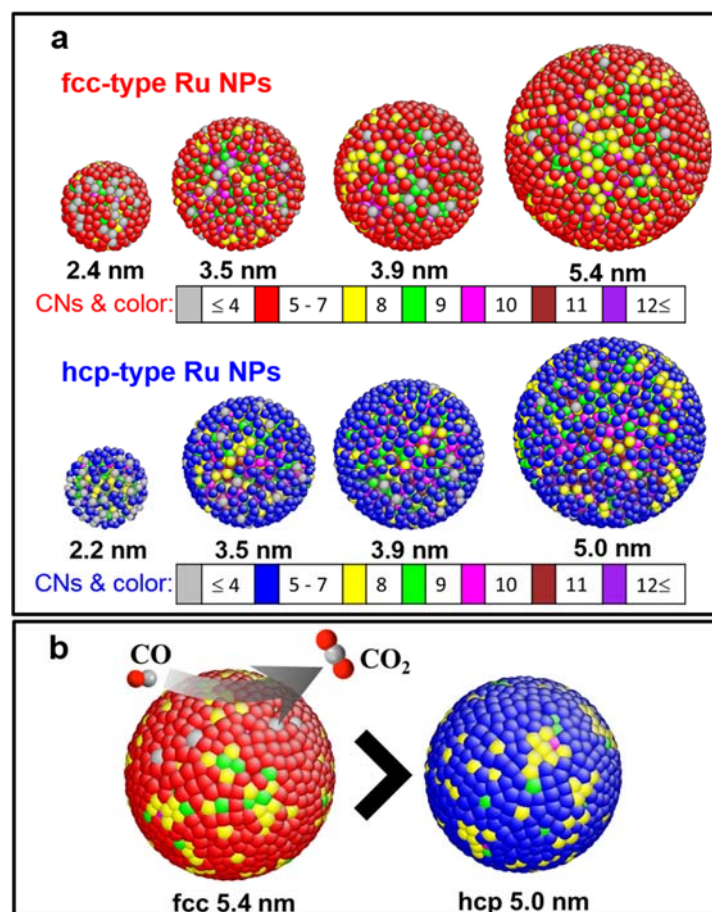 a
fcc-type Ru NPs
2.4 nm 3.5 nm 3.9 nm 5.4 nm
CNs & color: ≤ 4 5 - 7 8 9 10 11 12≤
hcp-type Ru NPs
2.2 nm 3.5 nm 3.9 nm 5.0 nm
CNs & color: ≤ 4 5 - 7 8 9 10 11 12≤
b
CO CO₂
>
fcc 5.4 nm hcp 5.0 nm